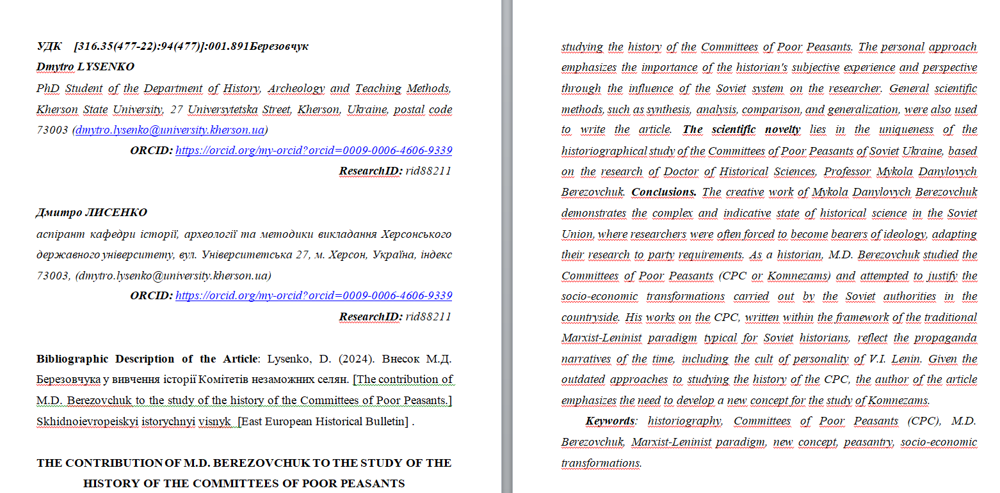 УДК [316.35(477-22):94(477)]:001.891Березовчук
Dmytro LYSENKO
PhD Student of the Department of History, Archeology and Teaching Methods,
Kherson State University, 27 Universytetska Street, Kherson, Ukraine, postal code
73003 (dmytro.lysenko@university.kherson.ua)
ORCID: https://orcid.org/my-orcid?orcid=0009-0006-4606-9339
ResearchID: rid88211
Дмитро ЛИСЕНКО
аспірант кафедри історії, археології та методики викладання Херсонського
державного університету, вул. Університетська 27, м. Херсон, Україна, індекс
73003, (dmytro.lysenko@university.kherson.ua)
ORCID: https://orcid.org/my-orcid?orcid=0009-0006-4606-9339
ResearchID: rid88211
Bibliographic Description of the Article: Lysenko, D. (2024). Внесок М.Д.
Березовчука у вивчення історії Комітетів незаможних селян. [The contribution of
M.D. Berezovchuk to the study of the history of the Committees of Poor Peasants.]
Skhidnoievropeiskyi istorychnyi visnyk [East European Historical Bulletin] .
THE CONTRIBUTION OF M.D. BEREZOVCHUK TO THE STUDY OF THE
HISTORY OF THE COMMITTEES OF POOR PEASANTS
studying the history of the Committees of Poor Peasants. The personal approach
emphasizes the importance of the historian's subjective experience and perspective
through the influence of the Soviet system on the researcher. General scientific
methods, such as synthesis, analysis, comparison, and generalization, were also used
to write the article. The scientific novelty lies in the uniqueness of the
historiographical study of the Committees of Poor Peasants of Soviet Ukraine, based
on the research of Doctor of Historical Sciences, Professor Mykola Danylovych
Berezovchuk. Conclusions. The creative work of Mykola Danylovych Berezovchuk
demonstrates the complex and indicative state of historical science in the Soviet
Union, where researchers were often forced to become bearers of ideology, adapting
their research to party requirements. As a historian, M.D. Berezovchuk studied the
Committees of Poor Peasants (CPC or Komnezams) and attempted to justify the
socio-economic transformations carried out by the Soviet authorities in the
countryside. His works on the CPC, written within the framework of the traditional
Marxist-Leninist paradigm typical for Soviet historians, reflect the propaganda
narratives of the time, including the cult of personality of V.I. Lenin. Given the
outdated approaches to studying the history of the CPC, the author of the article
emphasizes the need to develop a new concept for the study of Komnezams.
Keywords: historiography, Committees of Poor Peasants (CPC), M.D.
Berezovchuk, Marxist-Leninist paradigm, new concept, peasantry, socio-economic
transformations.